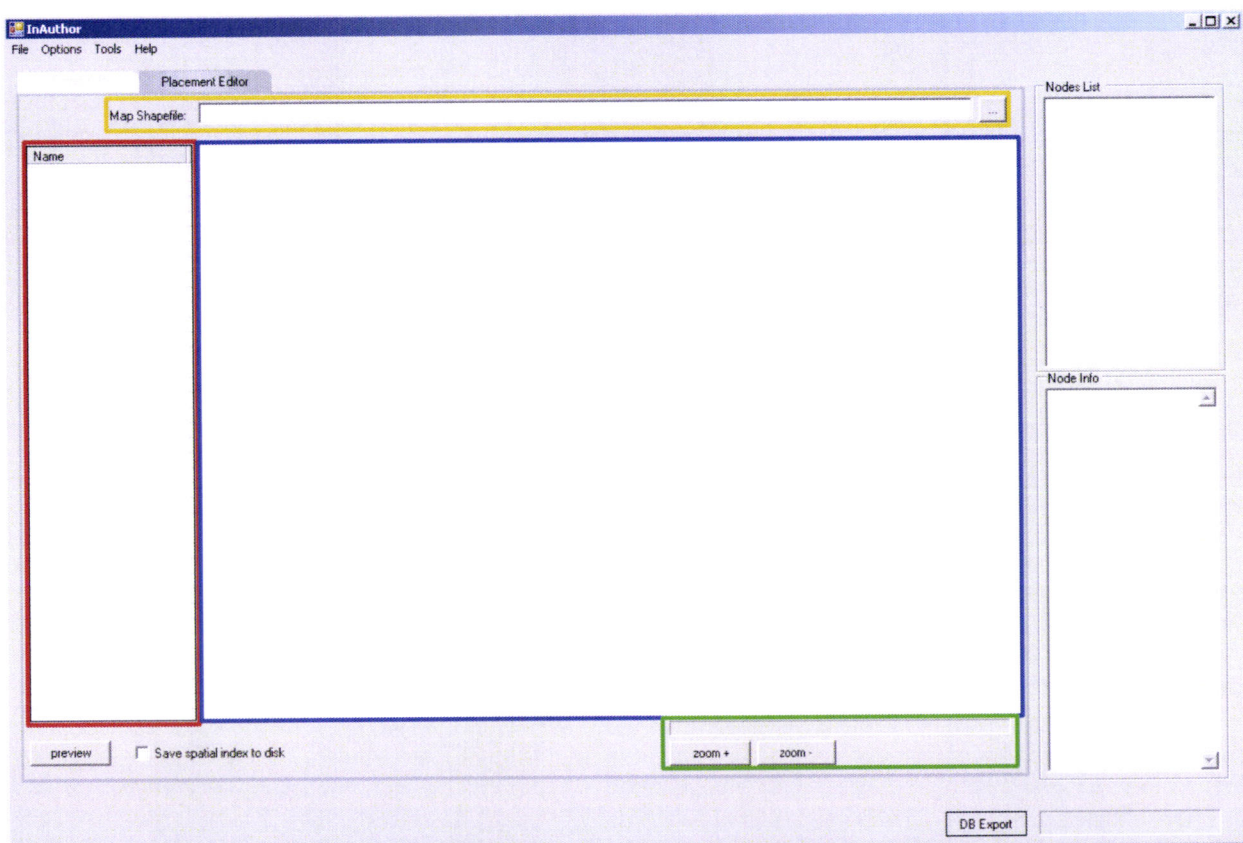 InAuthor
File Options Tools Help
Placement Editor
Nodes List
Map Shapefile:
...
Name
Node Info
preview
Save spatial index to disk
zoom +
zoom -
DB Export